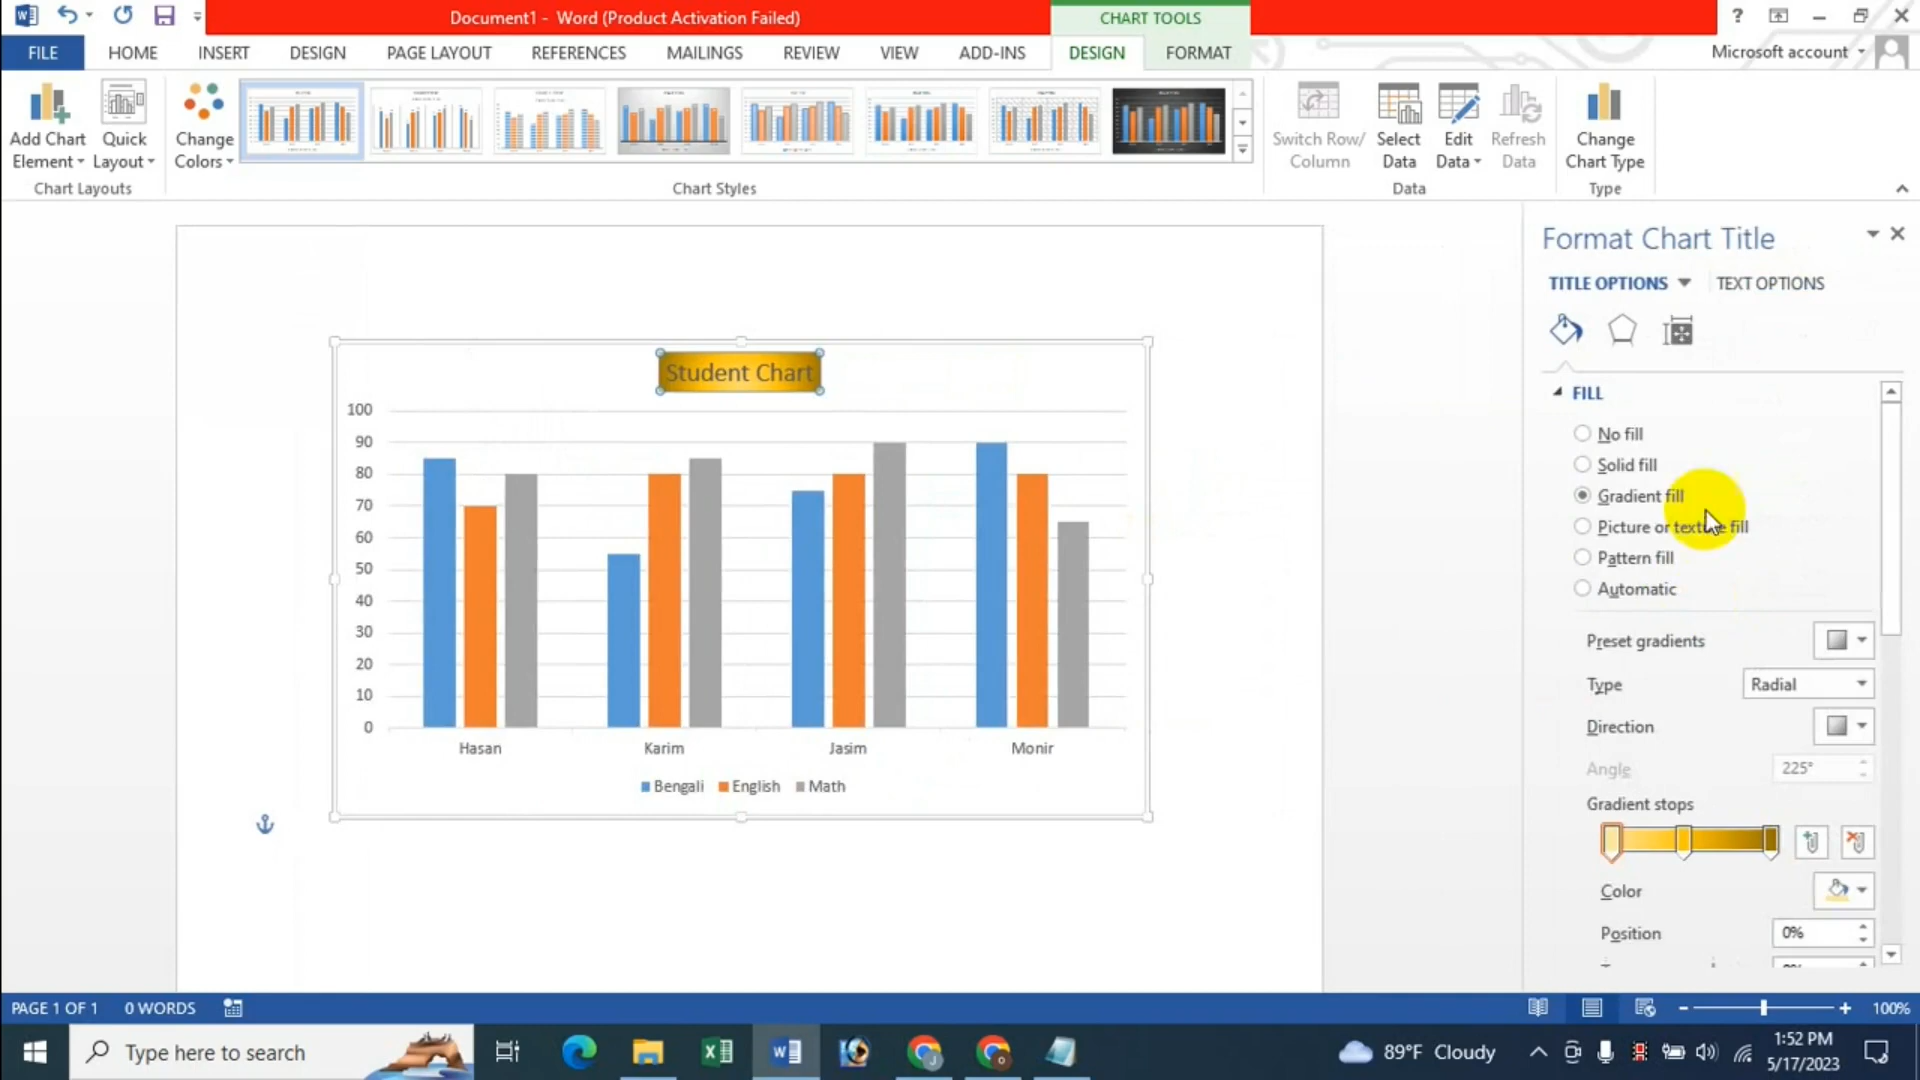 Document1 - Word (Product Activation Failed)
CHART TOOLS
?
FILE HOME INSERT DESIGN PAGE LAYOUT REFERENCES MAILINGS REVIEW VIEW ADD-INS DESIGN FORMAT
Microsoft account
Add Chart Element
Quick Layout
Change Colors
Switch Row/ Column
Select Data
Edit Data
Refresh Data
Change Chart Type
Chart Layouts
Chart Styles
Data
Type
Format Chart Title
TITLE OPTIONS TEXT OPTIONS
FILL
No fill
Solid fill
Gradient fill
Picture or texture fill
Pattern fill
Automatic
Preset gradients
Type Radial
Direction
Angle 225°
Gradient stops
Color
Position 0%
Student Chart
100
90
80
70
60
50
40
30
20
10
0
Hasan Karim Jasim Monir
Bengali English Math
PAGE 1 OF 1 0 WORDS
100%
Type here to search
89°F Cloudy
1:52 PM
5/17/2023